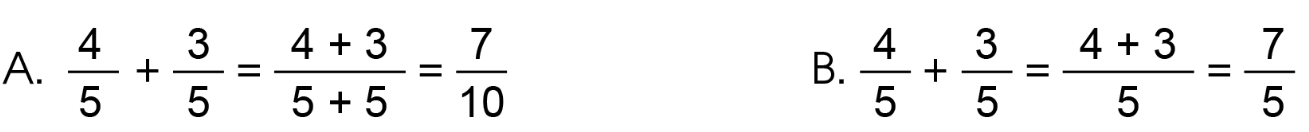 A. 4/5 + 3/5 = (4 + 3)/(5 + 5) = 7/10
B. 4/5 + 3/5 = (4 + 3)/5 = 7/5